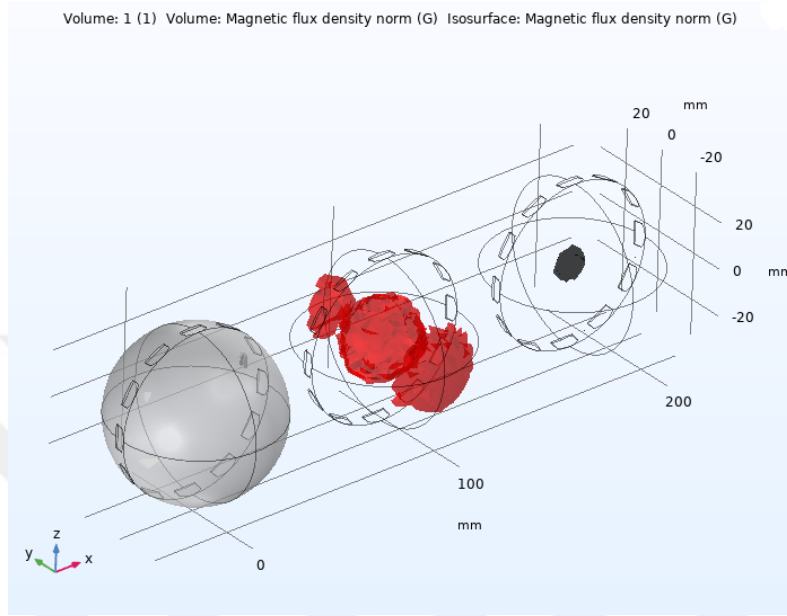 Volume: 1 (1) Volume: Magnetic flux density norm (G) Isosurface: Magnetic flux density norm (G)
mm
20
0
-20
20
0
mm
-20
200
100
mm
0
z
y
x